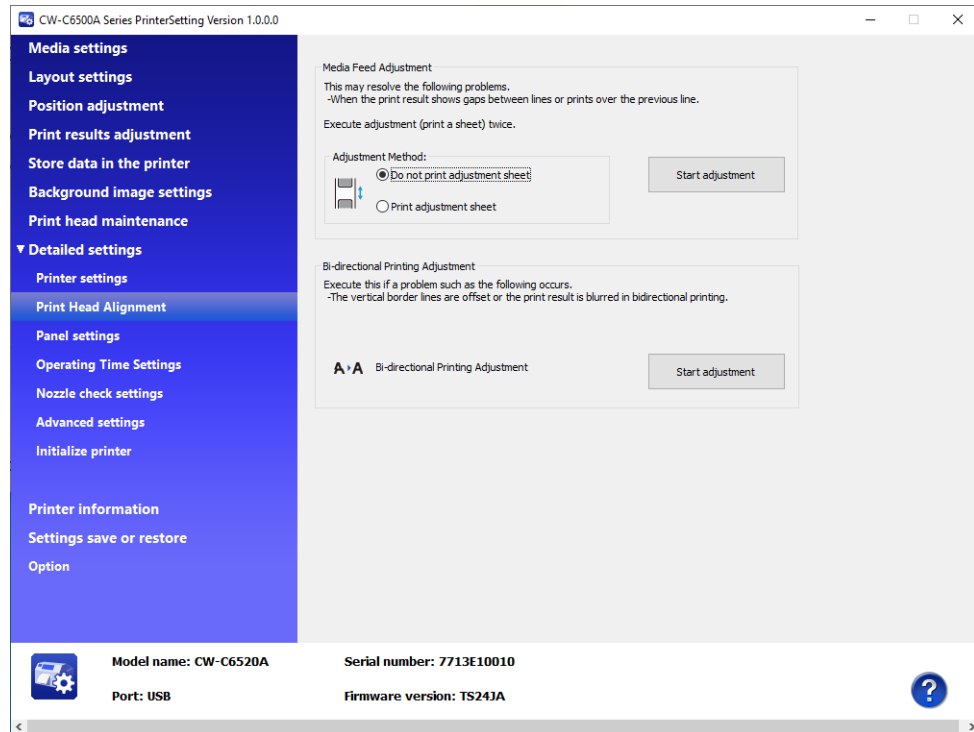 CW-C6500A Series PrinterSetting Version 1.0.0.0
Media settings
Layout settings
Position adjustment
Print results adjustment
Store data in the printer
Background image settings
Print head maintenance
▼ Detailed settings
Printer settings
Print Head Alignment
Panel settings
Operating Time Settings
Nozzle check settings
Advanced settings
Initialize printer
Printer information
Settings save or restore
Option
Media Feed Adjustment
This may resolve the following problems.
-When the print result shows gaps between lines or prints over the previous line.
Execute adjustment (print a sheet) twice.
Adjustment Method:
Do not print adjustment sheet
Print adjustment sheet
Start adjustment
Bi-directional Printing Adjustment
Execute this if a problem such as the following occurs.
-The vertical border lines are offset or the print result is blurred in bidirectional printing.
A▸A Bi-directional Printing Adjustment
Start adjustment
Model name: CW-C6520A
Serial number: 7713E10010
Port: USB
Firmware version: TS24JA
?